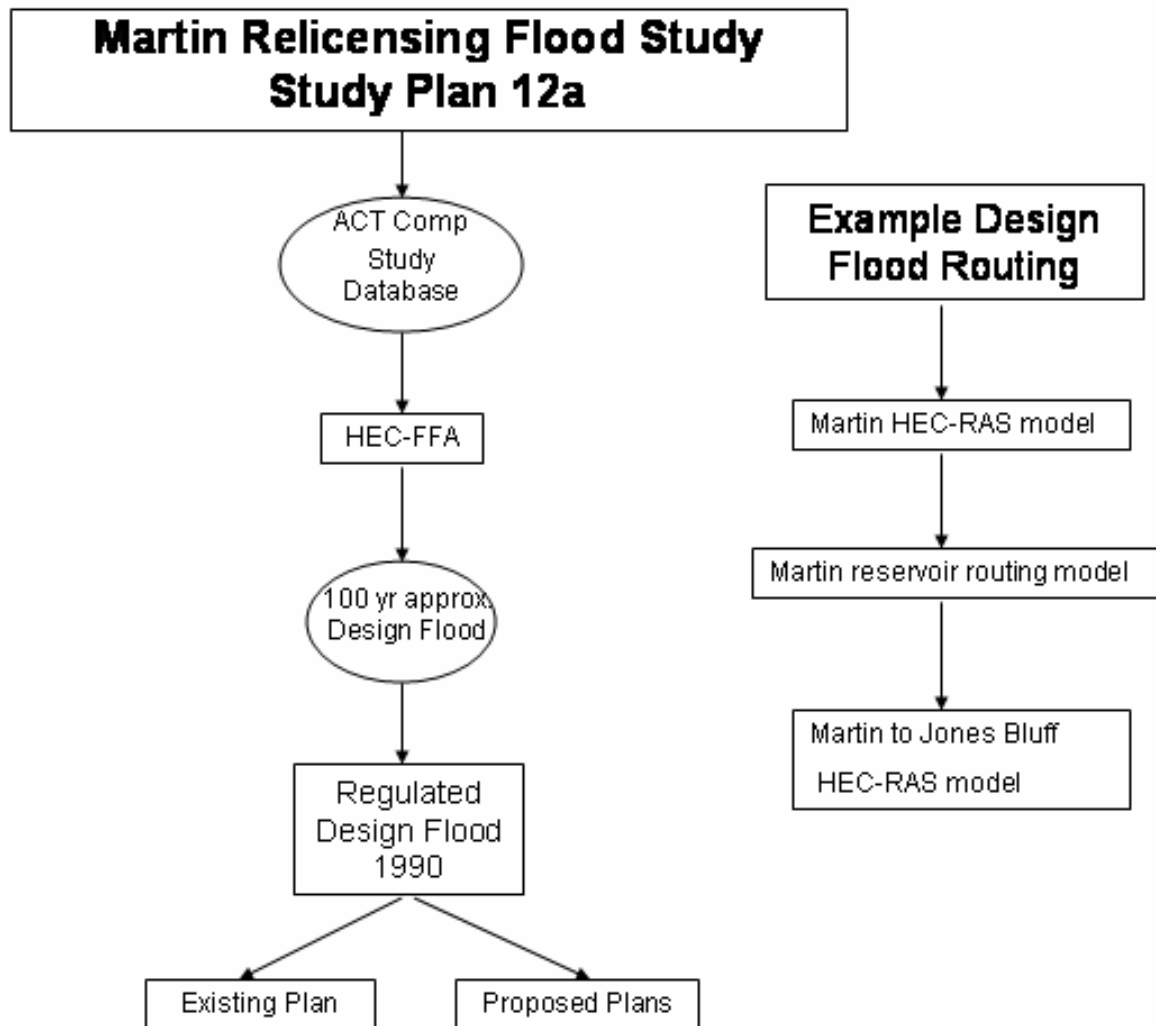 Martin Relicensing Flood Study
Study Plan 12a
ACT Comp
Study
Database
HEC-FFA
100 yr approx.
Design Flood
Regulated
Design Flood
1990
Existing Plan
Proposed Plans
Example Design
Flood Routing
Martin HEC-RAS model
Martin reservoir routing model
Martin to Jones Bluff
HEC-RAS model